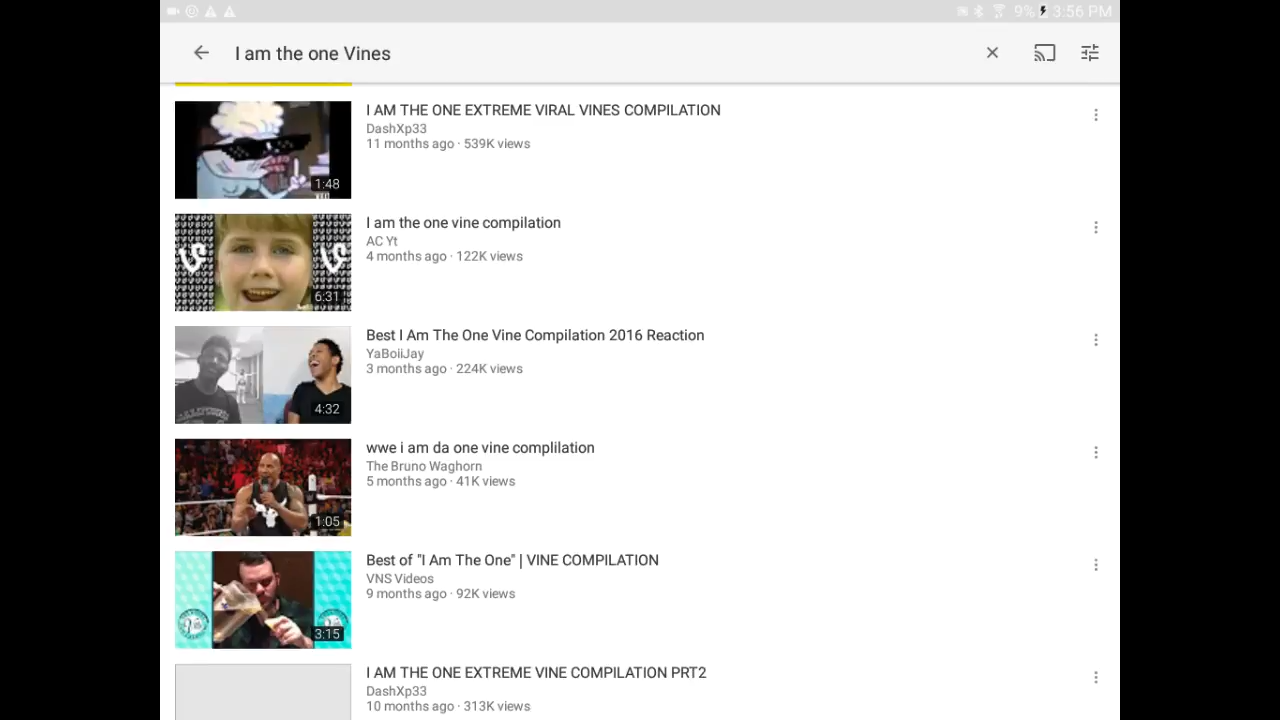 9% 3:56 PM
I am the one Vines
I AM THE ONE EXTREME VIRAL VINES COMPILATION
DashXp33
11 months ago · 539K views
1:48
I am the one vine compilation
AC Yt
4 months ago · 122K views
6:31
Best I Am The One Vine Compilation 2016 Reaction
YaBoiiJay
3 months ago · 224K views
4:32
wwe i am da one vine complilation
The Bruno Waghorn
5 months ago · 41K views
1:05
Best of "I Am The One" | VINE COMPILATION
VNS Videos
9 months ago · 92K views
3:15
I AM THE ONE EXTREME VINE COMPILATION PRT2
DashXp33
10 months ago · 313K views